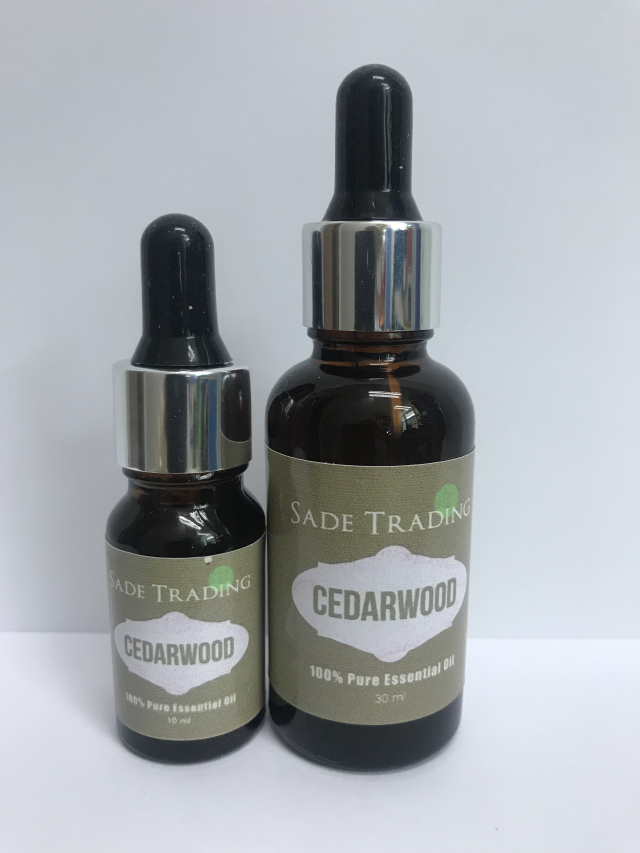 SADE TRADING
CEDARWOOD
100% Pure Essential Oil
10 ml
SADE TRADING
CEDARWOOD
100% Pure Essential Oil
30 ml